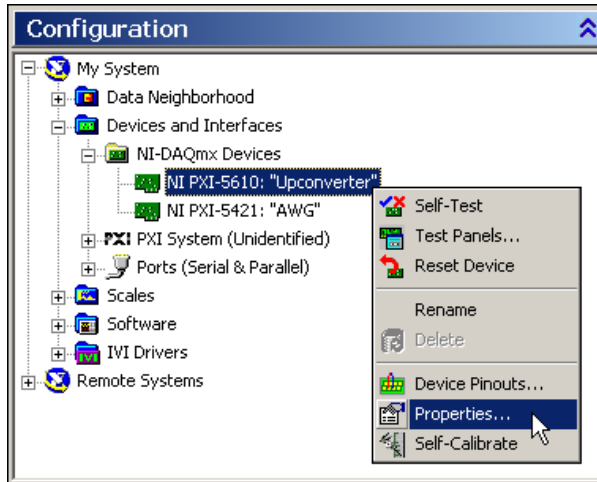 Configuration
My System
Data Neighborhood
Devices and Interfaces
NI-DAQmx Devices
NI PXI-5610: "Upconverter"
NI PXI-5421: "AWG"
PXI PXI System (Unidentified)
Ports (Serial & Parallel)
Scales
Software
IVI IVI Drivers
Remote Systems
Self-Test
Test Panels...
Reset Device
Rename
Delete
Device Pinouts...
Properties...
Self-Calibrate